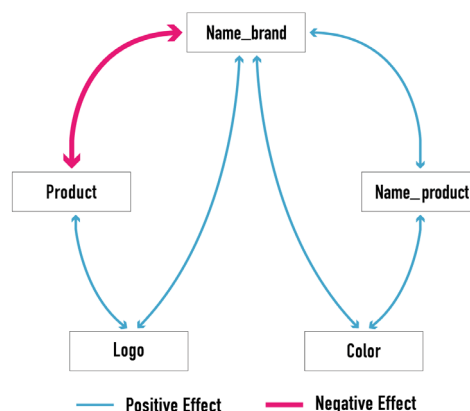 Name_brand
Product
Name_product
Logo
Color
Positive Effect
Negative Effect